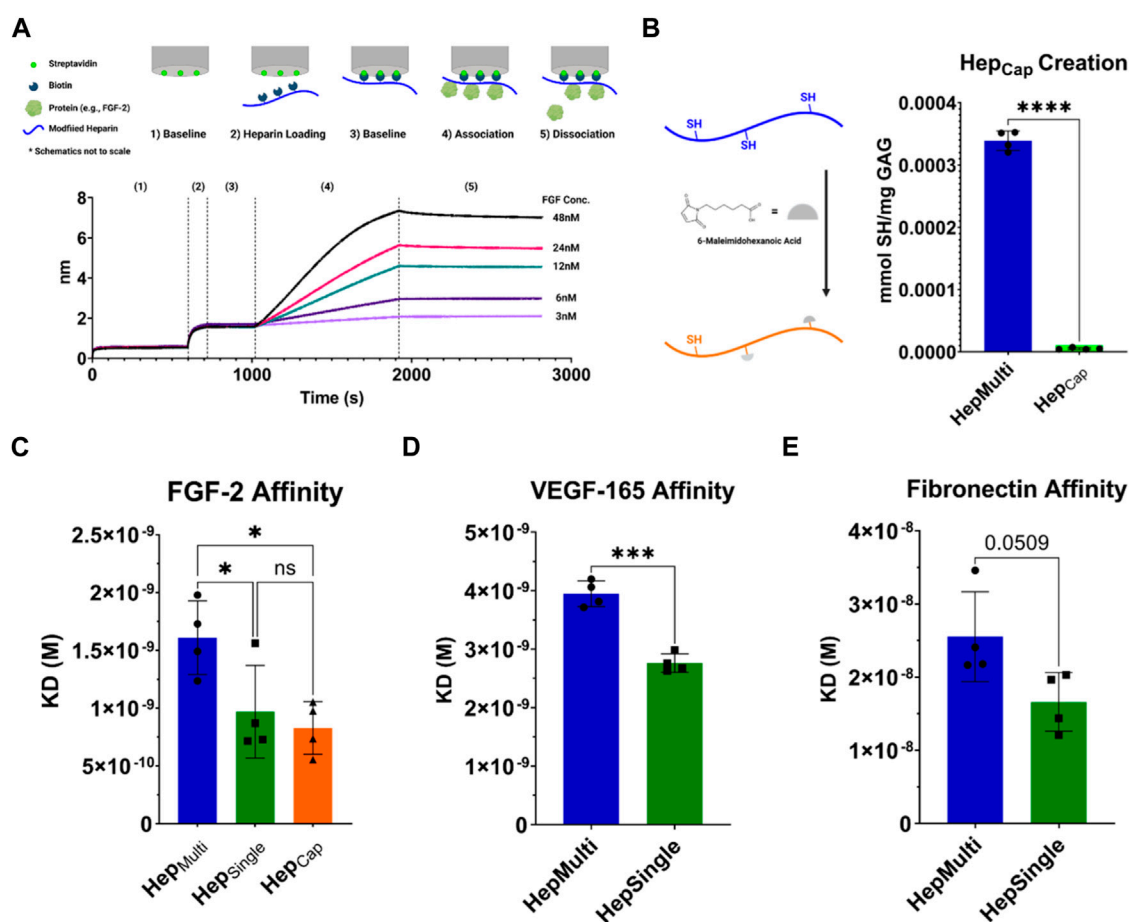 A
Streptavidin
Biotin
Protein (e.g., FGF-2)
Modfiied Heparin
* Schematics not to scale
1) Baseline
2) Heparin Loading
3) Baseline
4) Association
5) Dissociation
(1)
(2)
(3)
(4)
(5)
FGF Conc.
48nM
24nM
12nM
6nM
3nM
8
6
4
2
0
nm
0
1000
2000
3000
Time (s)
B
SH
SH
SH
O
O
N
O
OH
=
6-Maleimidohexanoic Acid
SH
HepCap Creation
****
mmol SH/mg GAG
0.0004
0.0003
0.0002
0.0001
0.0000
HepMulti
HepCap
C
FGF-2 Affinity
*
*
ns
KD (M)
2.5×10-9
2×10-9
1.5×10-9
1×10-9
5×10-10
0
HepMulti
HepSingle
HepCap
D
VEGF-165 Affinity
***
KD (M)
5×10-9
4×10-9
3×10-9
2×10-9
1×10-9
0
HepMulti
HepSingle
E
Fibronectin Affinity
0.0509
KD (M)
4×10-8
3×10-8
2×10-8
1×10-8
0
HepMulti
HepSingle